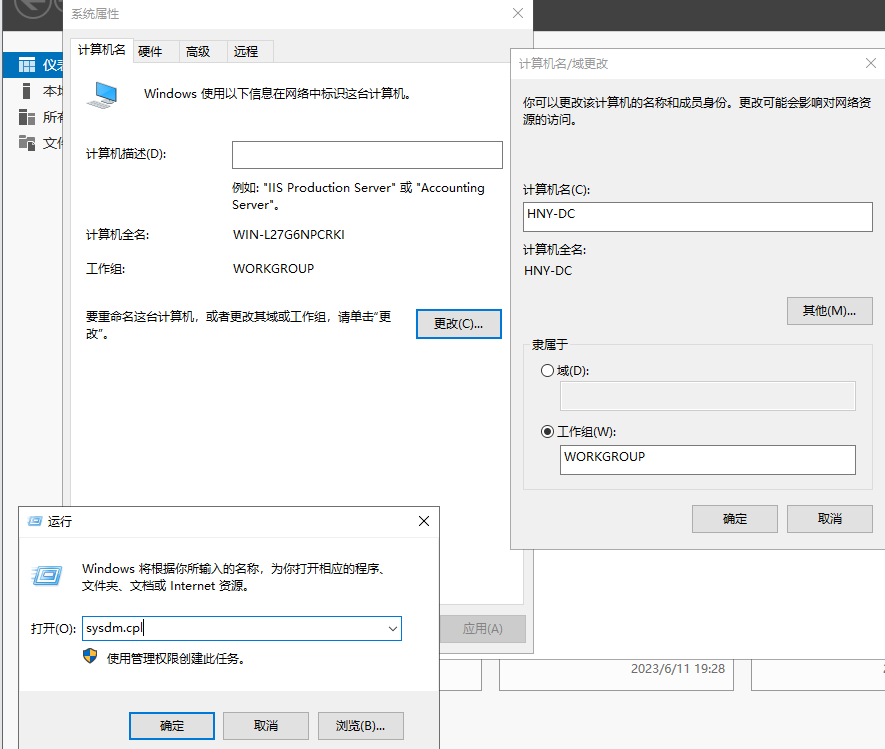 系统属性
计算机名
硬件
高级
远程
Windows 使用以下信息在网络中标识这台计算机。
计算机描述(D):
例如: "IIS Production Server" 或 "Accounting
Server"。
计算机全名:
WIN-L27G6NPCRKI
工作组:
WORKGROUP
要重命名这台计算机，或者更改其域或工作组，请单击"更
改"。
更改(C)...
应用(A)
计算机名/域更改
你可以更改该计算机的名称和成员身份。更改可能会影响对网络资
源的访问。
计算机名(C):
HNY-DC
计算机全名:
HNY-DC
其他(M)...
隶属于
域(D):
工作组(W):
WORKGROUP
确定
取消
仪表
本地
所有
文件
运行
Windows 将根据你所输入的名称，为你打开相应的程序、
文件夹、文档或 Internet 资源。
打开(O):
sysdm.cpl
使用管理权限创建此任务。
确定
取消
浏览(B)...
2023/6/11 19:28